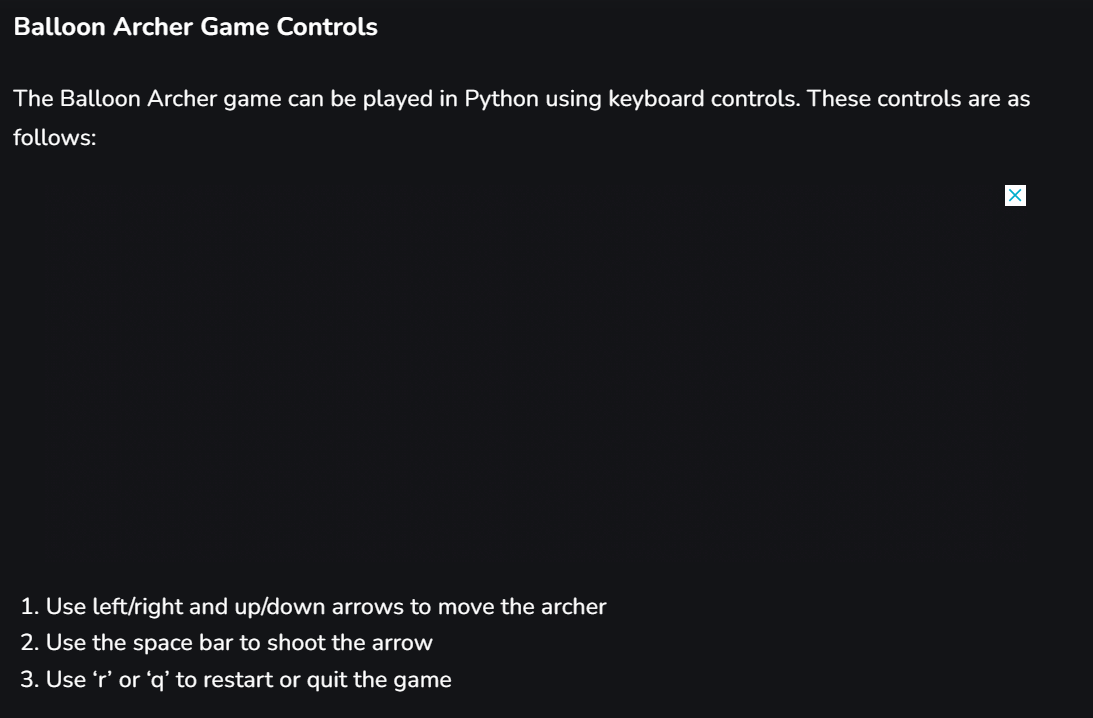 Balloon Archer Game Controls
The Balloon Archer game can be played in Python using keyboard controls. These controls are as
follows:
1. Use left/right and up/down arrows to move the archer
2. Use the space bar to shoot the arrow
3. Use ‘r’ or ‘q’ to restart or quit the game